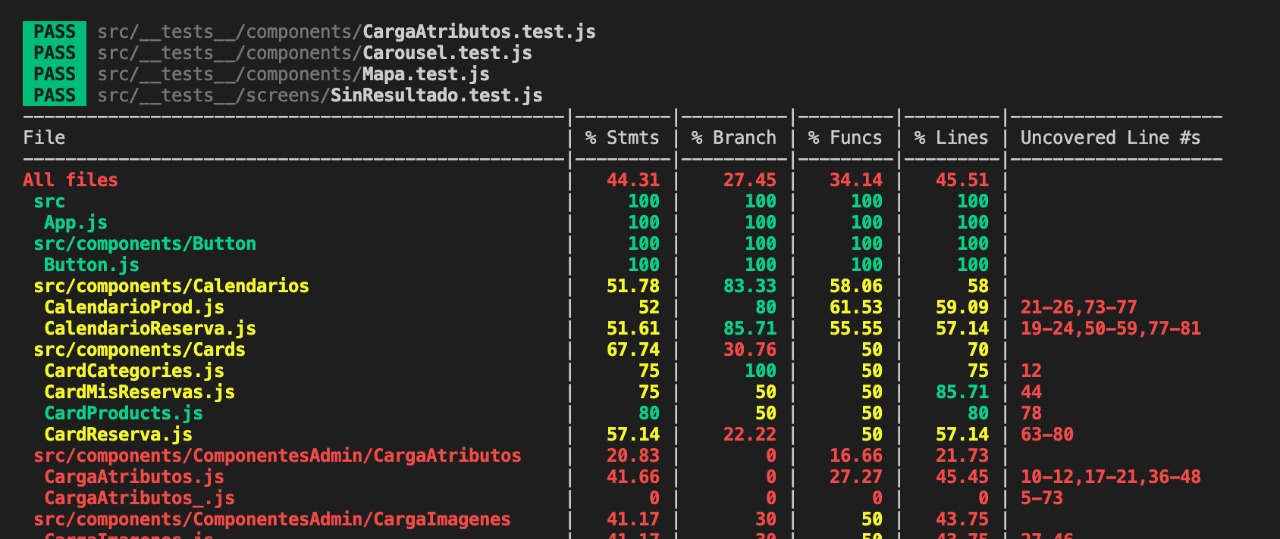 PASS src/__tests__/components/CargaAtributos.test.js
PASS src/__tests__/components/Carousel.test.js
PASS src/__tests__/components/Mapa.test.js
PASS src/__tests__/screens/SinResultado.test.js
File | % Stmts | % Branch | % Funcs | % Lines | Uncovered Line #s
All files | 44.31 | 27.45 | 34.14 | 45.51 |
src | 100 | 100 | 100 | 100 |
App.js | 100 | 100 | 100 | 100 |
src/components/Button | 100 | 100 | 100 | 100 |
Button.js | 100 | 100 | 100 | 100 |
src/components/Calendarios | 51.78 | 83.33 | 58.06 | 58 |
CalendarioProd.js | 52 | 80 | 61.53 | 59.09 | 21-26,73-77
CalendarioReserva.js | 51.61 | 85.71 | 55.55 | 57.14 | 19-24,50-59,77-81
src/components/Cards | 67.74 | 30.76 | 50 | 70 |
CardCategories.js | 75 | 100 | 50 | 75 | 12
CardMisReservas.js | 75 | 50 | 50 | 85.71 | 44
CardProducts.js | 80 | 50 | 50 | 80 | 78
CardReserva.js | 57.14 | 22.22 | 50 | 57.14 | 63-80
src/components/ComponentesAdmin/CargaAtributos | 20.83 | 0 | 16.66 | 21.73 |
CargaAtributos.js | 41.66 | 0 | 27.27 | 45.45 | 10-12,17-21,36-48
CargaAtributos_.js | 0 | 0 | 0 | 0 | 5-73
src/components/ComponentesAdmin/CargaImagenes | 41.17 | 30 | 50 | 43.75 |
CargaImagenes.js | 41.17 | 30 | 50 | 43.75 | 27-46